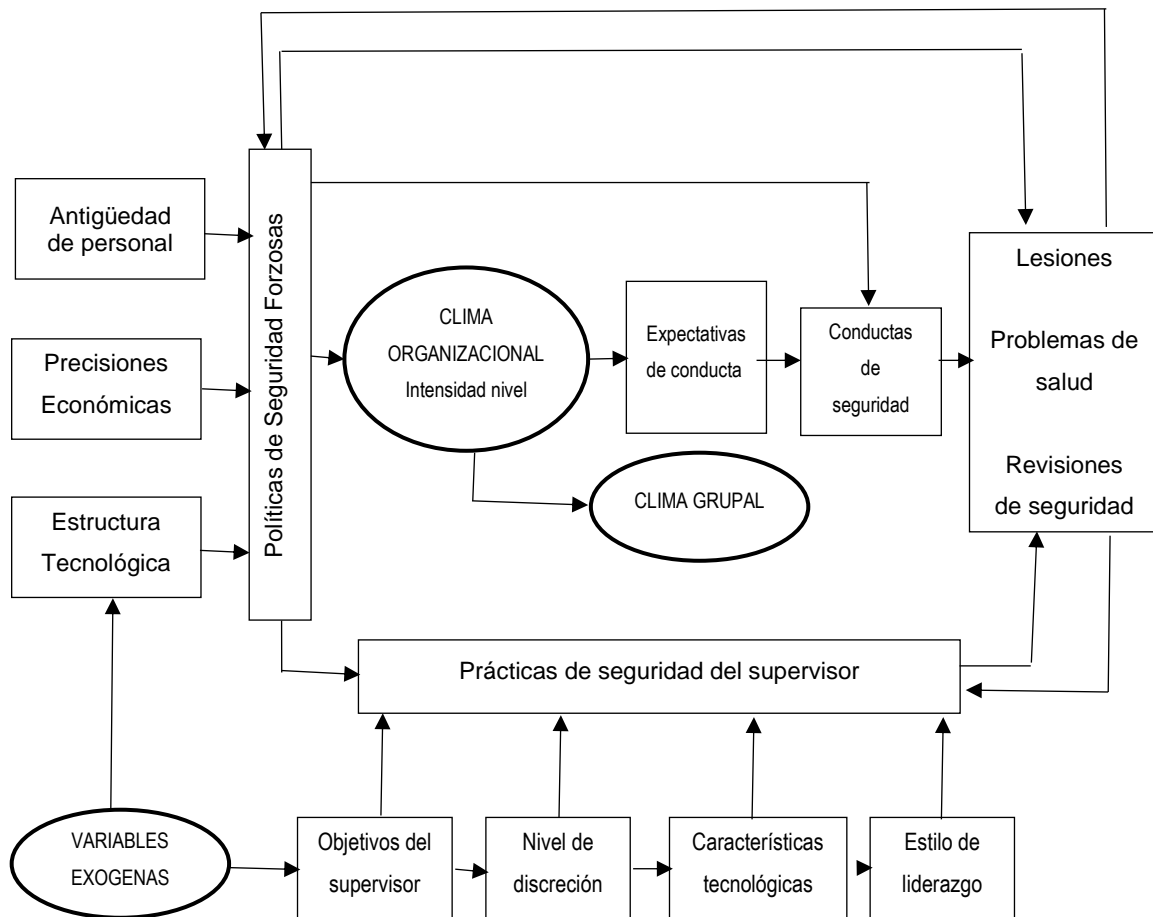 Antigüedad
de personal
Precisiones
Económicas
Estructura
Tecnológica
Políticas de Seguridad Forzosas
CLIMA
ORGANIZACIONAL
Intensidad nivel
Expectativas
de conducta
Conductas
de
seguridad
Lesiones
Problemas de
salud
Revisiones
de seguridad
CLIMA GRUPAL
Prácticas de seguridad del supervisor
VARIABLES
EXOGENAS
Objetivos del
supervisor
Nivel de
discreción
Características
tecnológicas
Estilo de
liderazgo